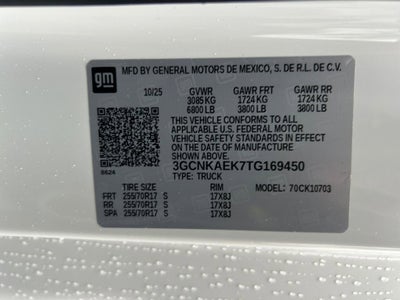 gm
MFD BY GENERAL MOTORS DE MEXICO, S. DE R.L. DE C.V.
10/25 GVWR GAWR FRT GAWR RR
3085 KG 1724 KG 1724 KG
6800 LB 3800 LB 3800 LB
THIS VEHICLE CONFORMS TO ALL
APPLICABLE U.S. FEDERAL MOTOR
VEHICLE SAFETY STANDARDS IN EFFECT
ON THE DATE OF MANUFACTURE
SHOWN ABOVE.
3GCNKAEK7TG169450
8624 TYPE: TRUCK MODEL: 70CK10703
TIRE SIZE RIM
FRT 255/70R17 S 17X8J
RR 255/70R17 S 17X8J
SPA 255/70R17 S 17X8J